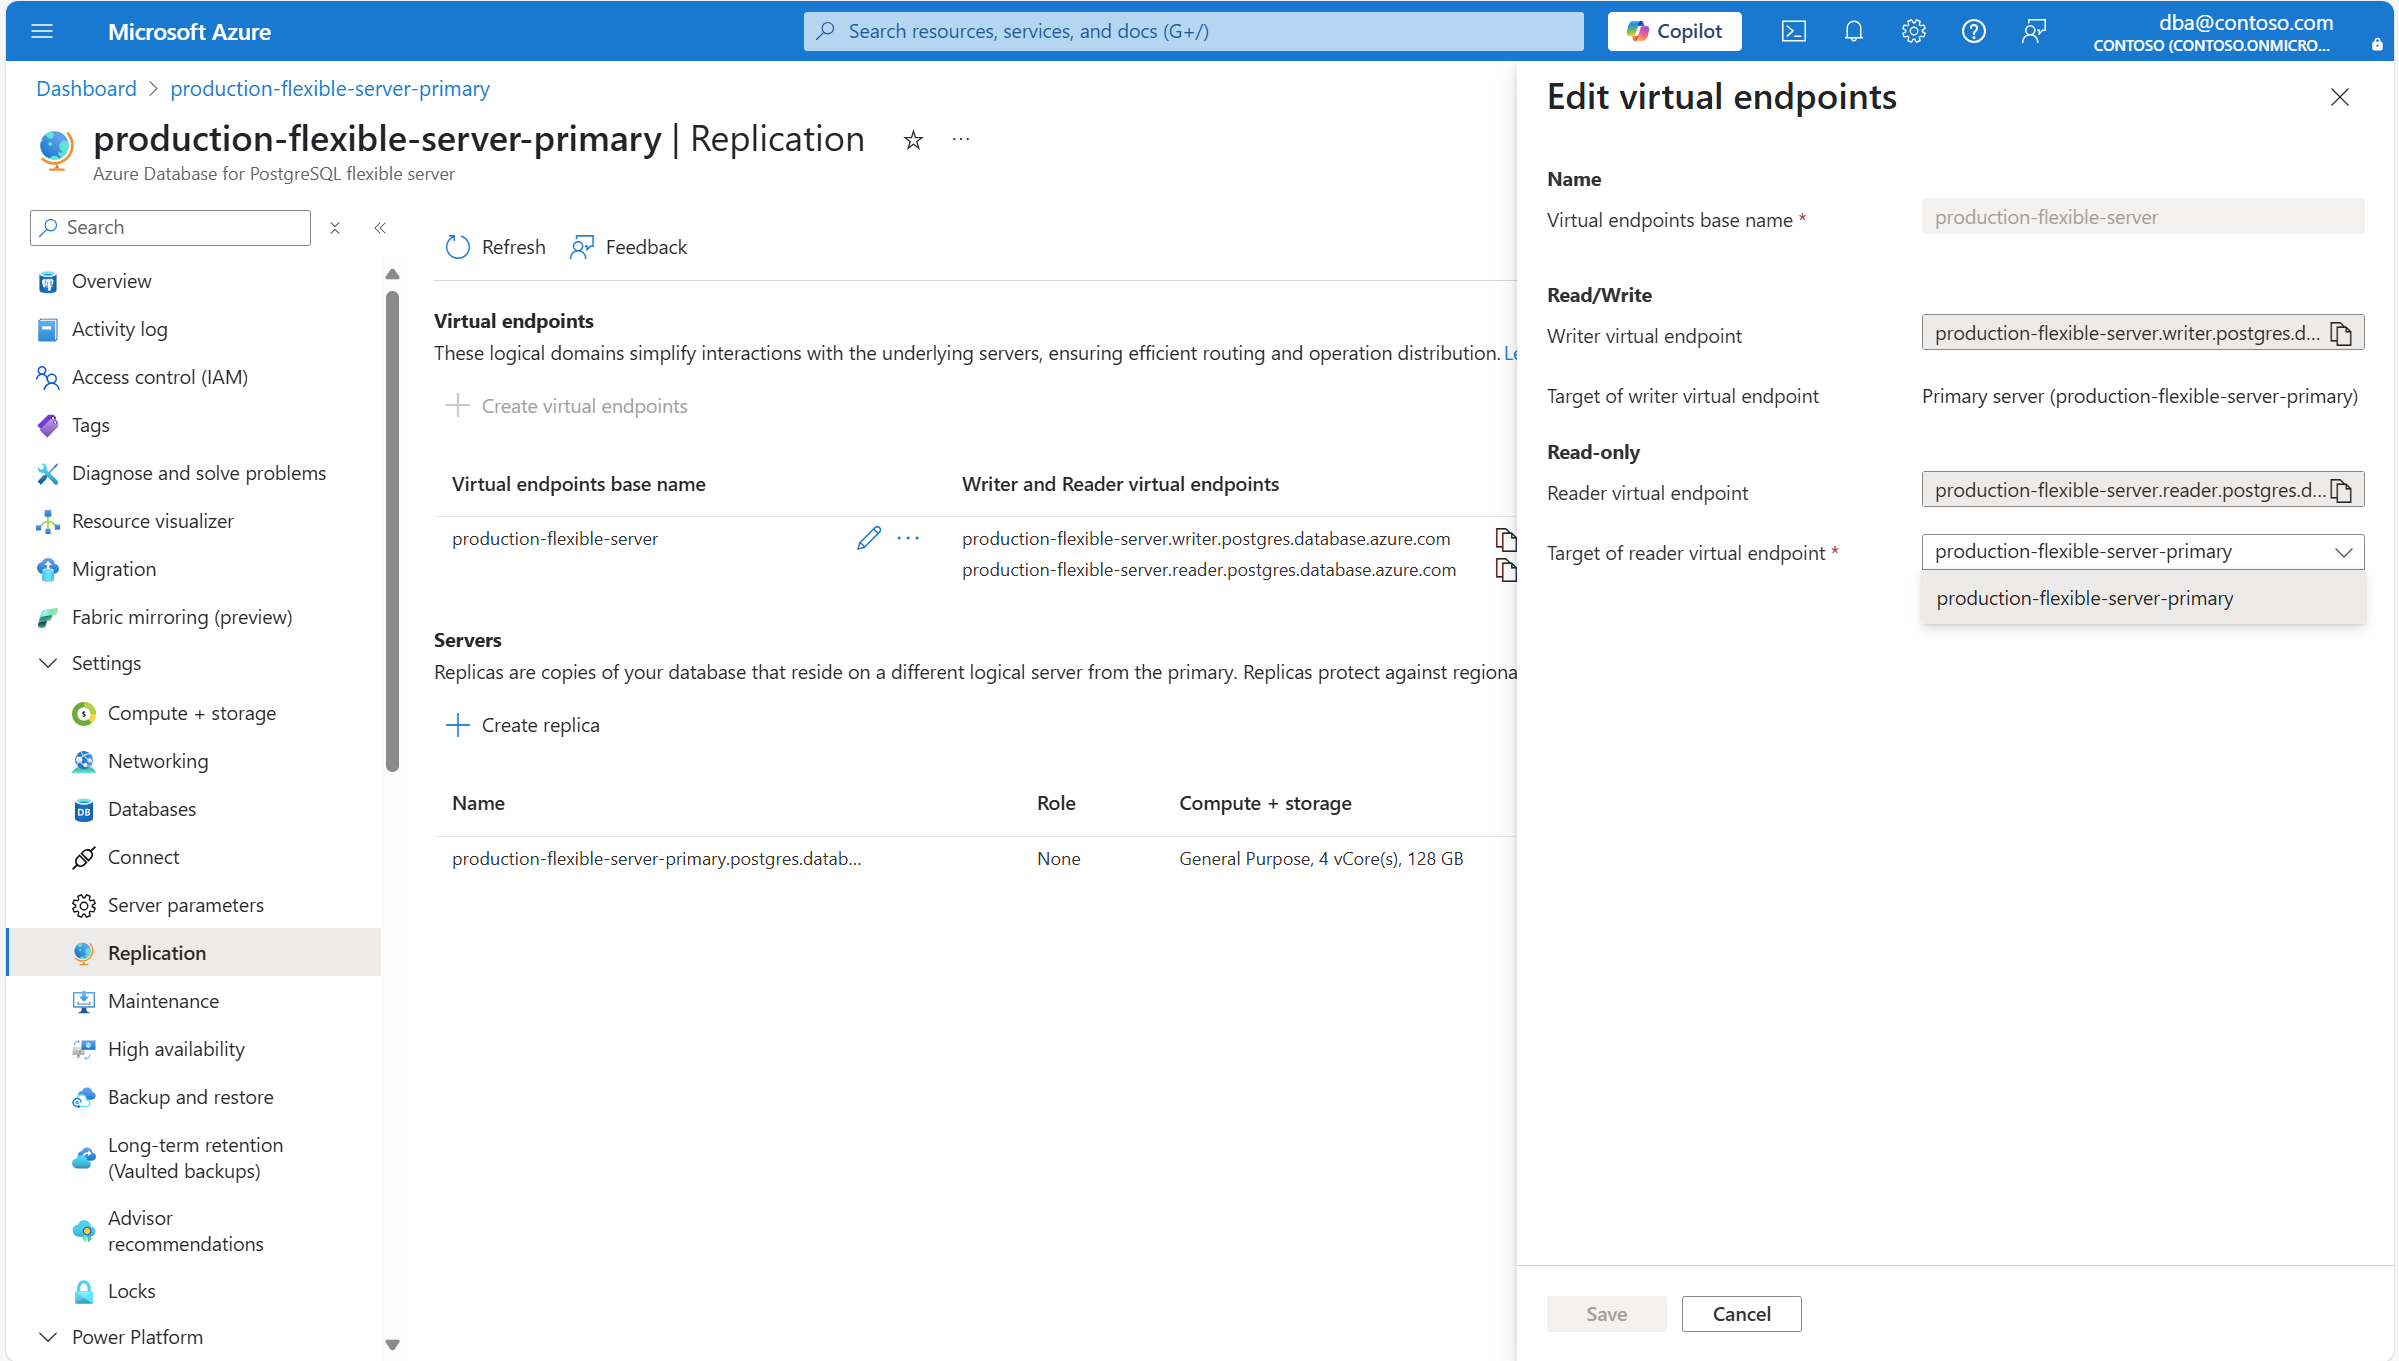 Microsoft Azure
Search resources, services, and docs (G+/)
Copilot
dba@contoso.com
CONTOSO (CONTOSO.ONMICRO...
Dashboard > production-flexible-server-primary
production-flexible-server-primary | Replication
Azure Database for PostgreSQL flexible server
Search
Overview
Activity log
Access control (IAM)
Tags
Diagnose and solve problems
Resource visualizer
Migration
Fabric mirroring (preview)
Settings
Compute + storage
Networking
Databases
Connect
Server parameters
Replication
Maintenance
High availability
Backup and restore
Long-term retention
(Vaulted backups)
Advisor
recommendations
Locks
Power Platform
Refresh
Feedback
Virtual endpoints
These logical domains simplify interactions with the underlying servers, ensuring efficient routing and operation distribution.
Create virtual endpoints
Virtual endpoints base name
Writer and Reader virtual endpoints
production-flexible-server
production-flexible-server.writer.postgres.database.azure.com
production-flexible-server.reader.postgres.database.azure.com
Servers
Replicas are copies of your database that reside on a different logical server from the primary. Replicas protect against regiona
Create replica
Name Role Compute + storage
production-flexible-server-primary.postgres.datab... None General Purpose, 4 vCore(s), 128 GB
Edit virtual endpoints
Name
Virtual endpoints base name *
production-flexible-server
Read/Write
Writer virtual endpoint
production-flexible-server.writer.postgres.d...
Target of writer virtual endpoint
Primary server (production-flexible-server-primary)
Read-only
Reader virtual endpoint
production-flexible-server.reader.postgres.d...
Target of reader virtual endpoint *
production-flexible-server-primary
production-flexible-server-primary
Save
Cancel